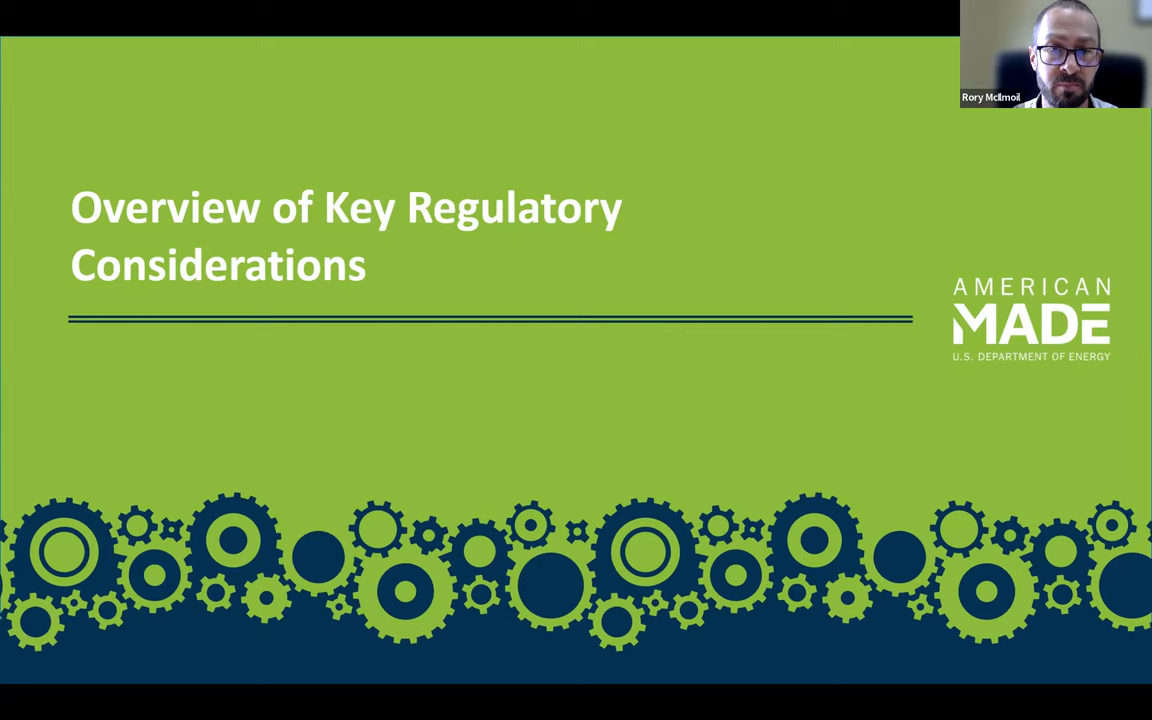 Rory McIlmoil
Overview of Key Regulatory
Considerations
AMERICAN
MADE
U.S. DEPARTMENT OF ENERGY